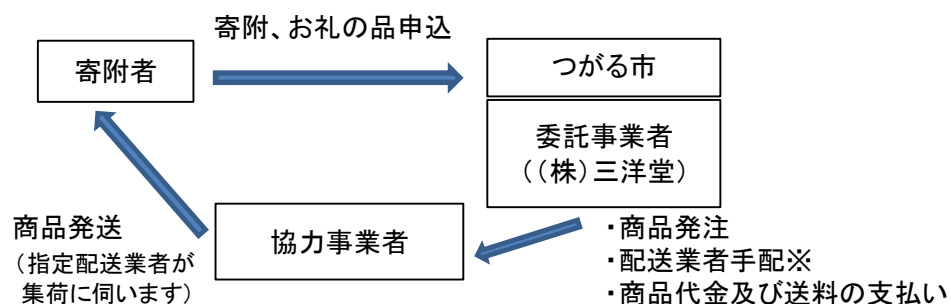 寄附、お礼の品申込
寄附者
つがる市
委託事業者
((株)三洋堂)
商品発送
(指定配送業者が
集荷に伺います)
協力事業者
・商品発注
・配送業者手配※
・商品代金及び送料の支払い